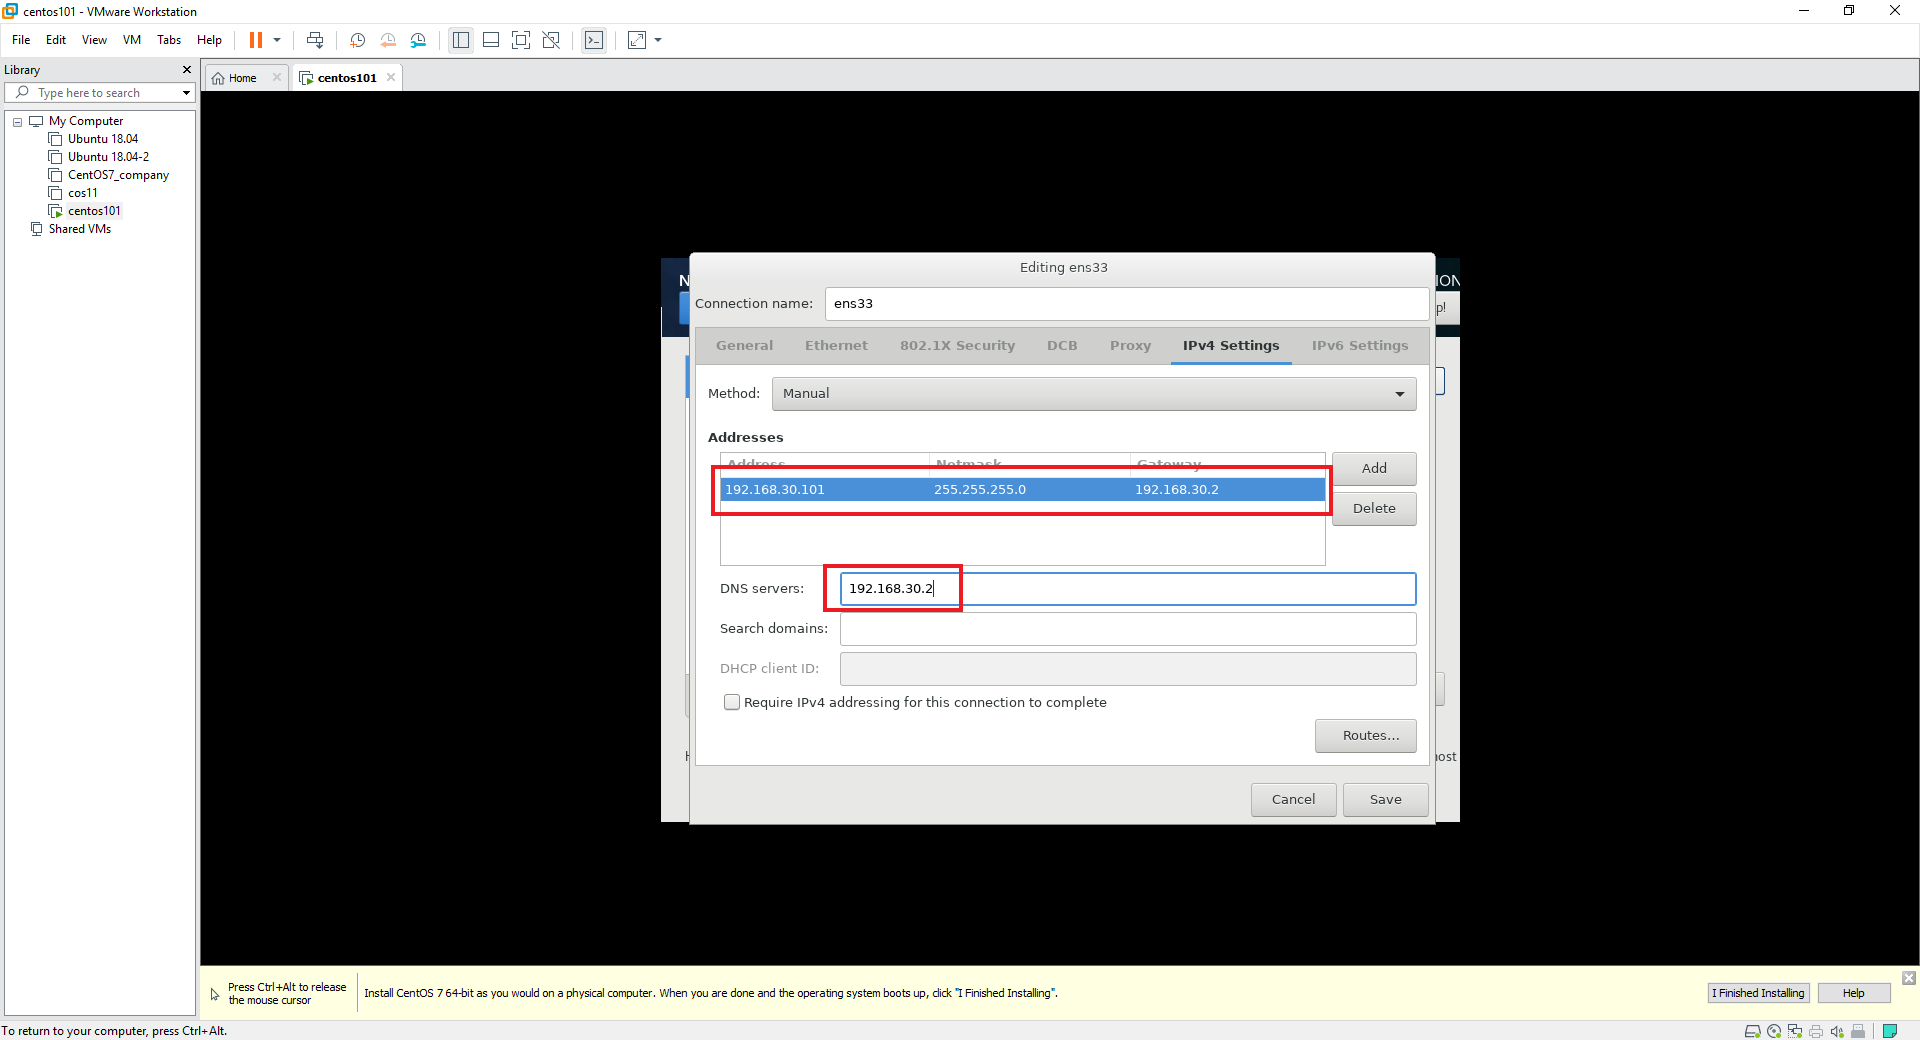 centos101 - VMware Workstation
File Edit View VM Tabs Help
Library
Type here to search
My Computer
Ubuntu 18.04
Ubuntu 18.04-2
CentOS7_company
cos11
centos101
Shared VMs
Home
centos101
Editing ens33
Connection name: ens33
General Ethernet 802.1X Security DCB Proxy IPv4 Settings IPv6 Settings
Method: Manual
Addresses
Address Netmask Gateway
192.168.30.101 255.255.255.0 192.168.30.2
Add
Delete
DNS servers: 192.168.30.2
Search domains:
DHCP client ID:
Require IPv4 addressing for this connection to complete
Routes...
Cancel Save
Press Ctrl+Alt to release
the mouse cursor
Install CentOS 7 64-bit as you would on a physical computer. When you are done and the operating system boots up, click "I Finished Installing".
I Finished Installing Help
To return to your computer, press Ctrl+Alt.